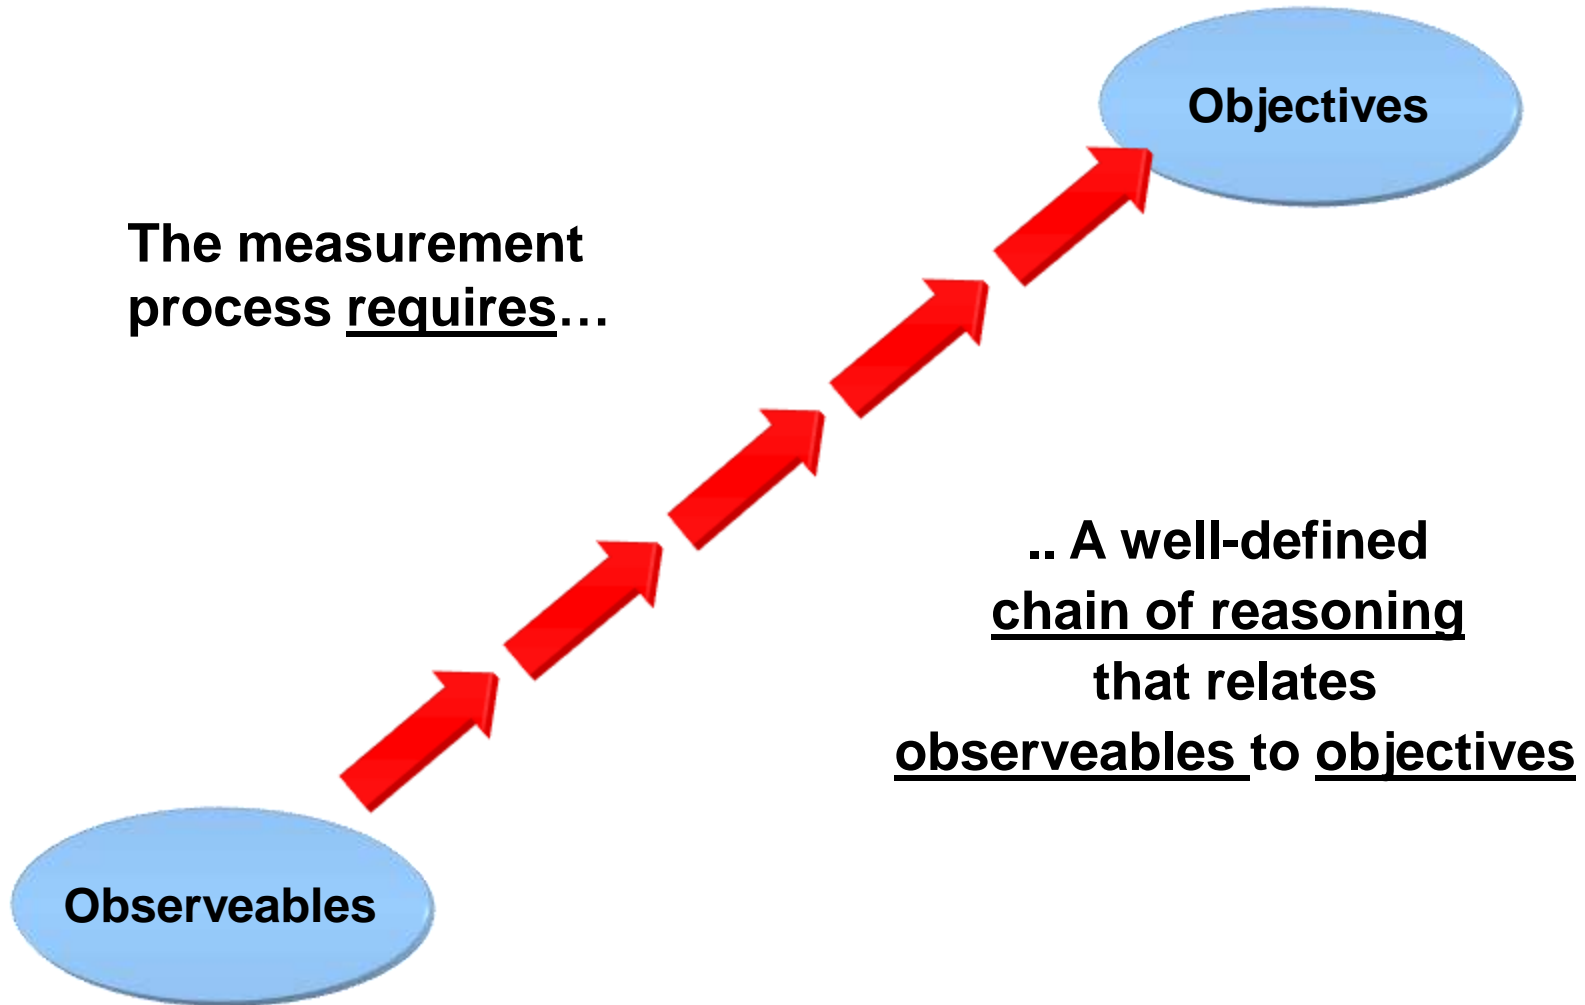 Objectives
The measurement
process requires…
.. A well-defined
chain of reasoning
that relates
observeables to objectives
Observeables